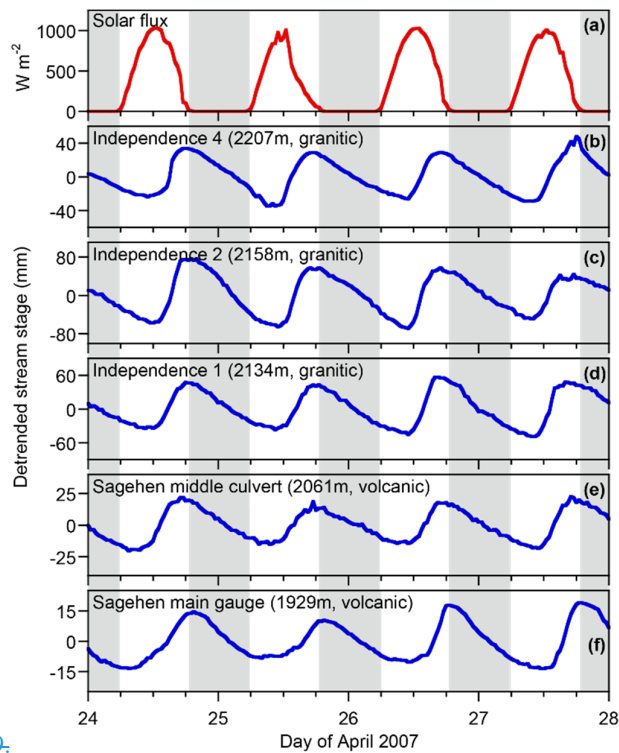 Solar flux
(a)
1000
500
0
W m-2
Independence 4 (2207m, granitic)
(b)
40
0
-40
Independence 2 (2158m, granitic)
(c)
80
0
-80
Independence 1 (2134m, granitic)
(d)
60
0
-60
Detrended stream stage (mm)
Sagehen middle culvert (2061m, volcanic)
(e)
25
0
-25
Sagehen main gauge (1929m, volcanic)
(f)
15
0
-15
24 25 26 27 28
Day of April 2007